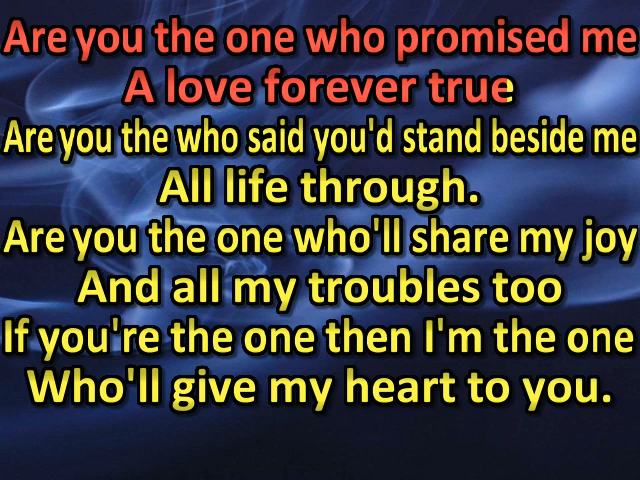 Are you the one who promised me
A love forever true
Are you the who said you'd stand beside me
All life through.
Are you the one who'll share my joy
And all my troubles too
If you're the one then I'm the one
Who'll give my heart to you.